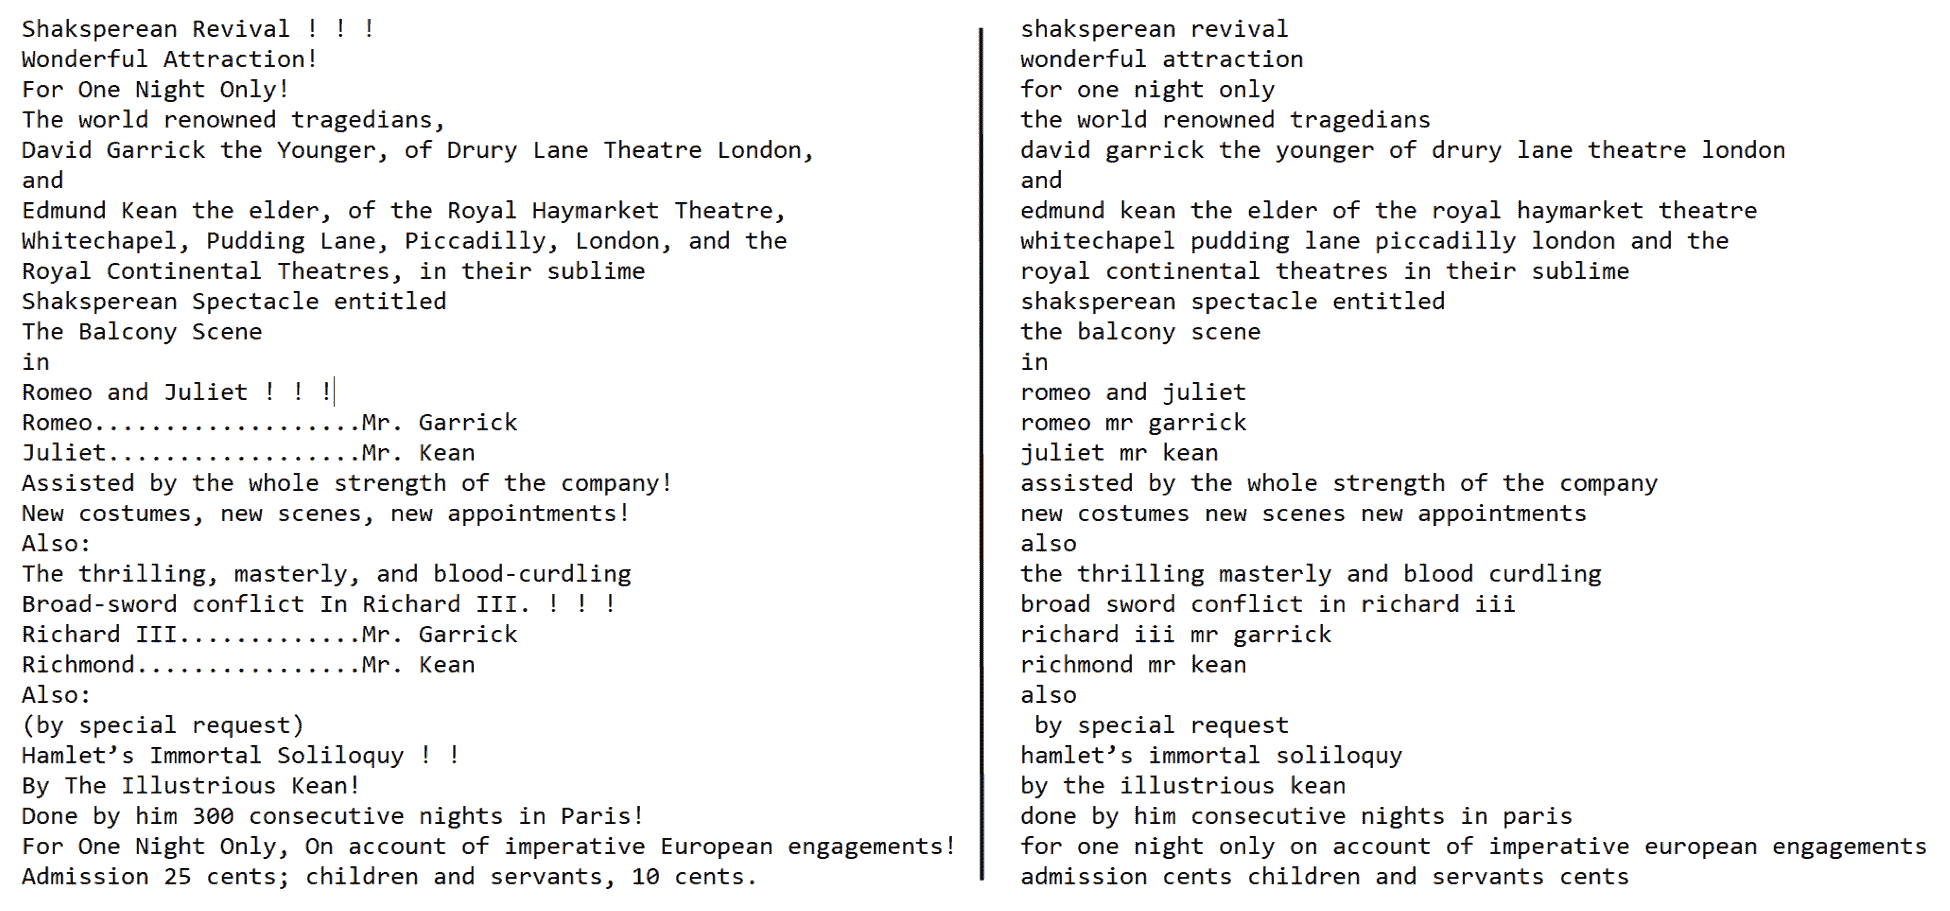 Shaksperean Revival ! ! !
Wonderful Attraction!
For One Night Only!
The world renowned tragedians,
David Garrick the Younger, of Drury Lane Theatre London,
and
Edmund Kean the elder, of the Royal Haymarket Theatre,
Whitechapel, Pudding Lane, Piccadilly, London, and the
Royal Continental Theatres, in their sublime
Shaksperean Spectacle entitled
The Balcony Scene
in
Romeo and Juliet ! ! !
Romeo...................Mr. Garrick
Juliet..................Mr. Kean
Assisted by the whole strength of the company!
New costumes, new scenes, new appointments!
Also:
The thrilling, masterly, and blood-curdling
Broad-sword conflict In Richard III. ! ! !
Richard III.............Mr. Garrick
Richmond................Mr. Kean
Also:
(by special request)
Hamlet’s Immortal Soliloquy ! !
By The Illustrious Kean!
Done by him 300 consecutive nights in Paris!
For One Night Only, On account of imperative European engagements!
Admission 25 cents; children and servants, 10 cents.
shaksperean revival
wonderful attraction
for one night only
the world renowned tragedians
david garrick the younger of drury lane theatre london
and
edmund kean the elder of the royal haymarket theatre
whitechapel pudding lane piccadilly london and the
royal continental theatres in their sublime
shaksperean spectacle entitled
the balcony scene
in
romeo and juliet
romeo mr garrick
juliet mr kean
assisted by the whole strength of the company
new costumes new scenes new appointments
also
the thrilling masterly and blood curdling
broad sword conflict in richard iii
richard iii mr garrick
richmond mr kean
also
by special request
hamlet’s immortal soliloquy
by the illustrious kean
done by him consecutive nights in paris
for one night only on account of imperative european engagements
admission cents children and servants cents